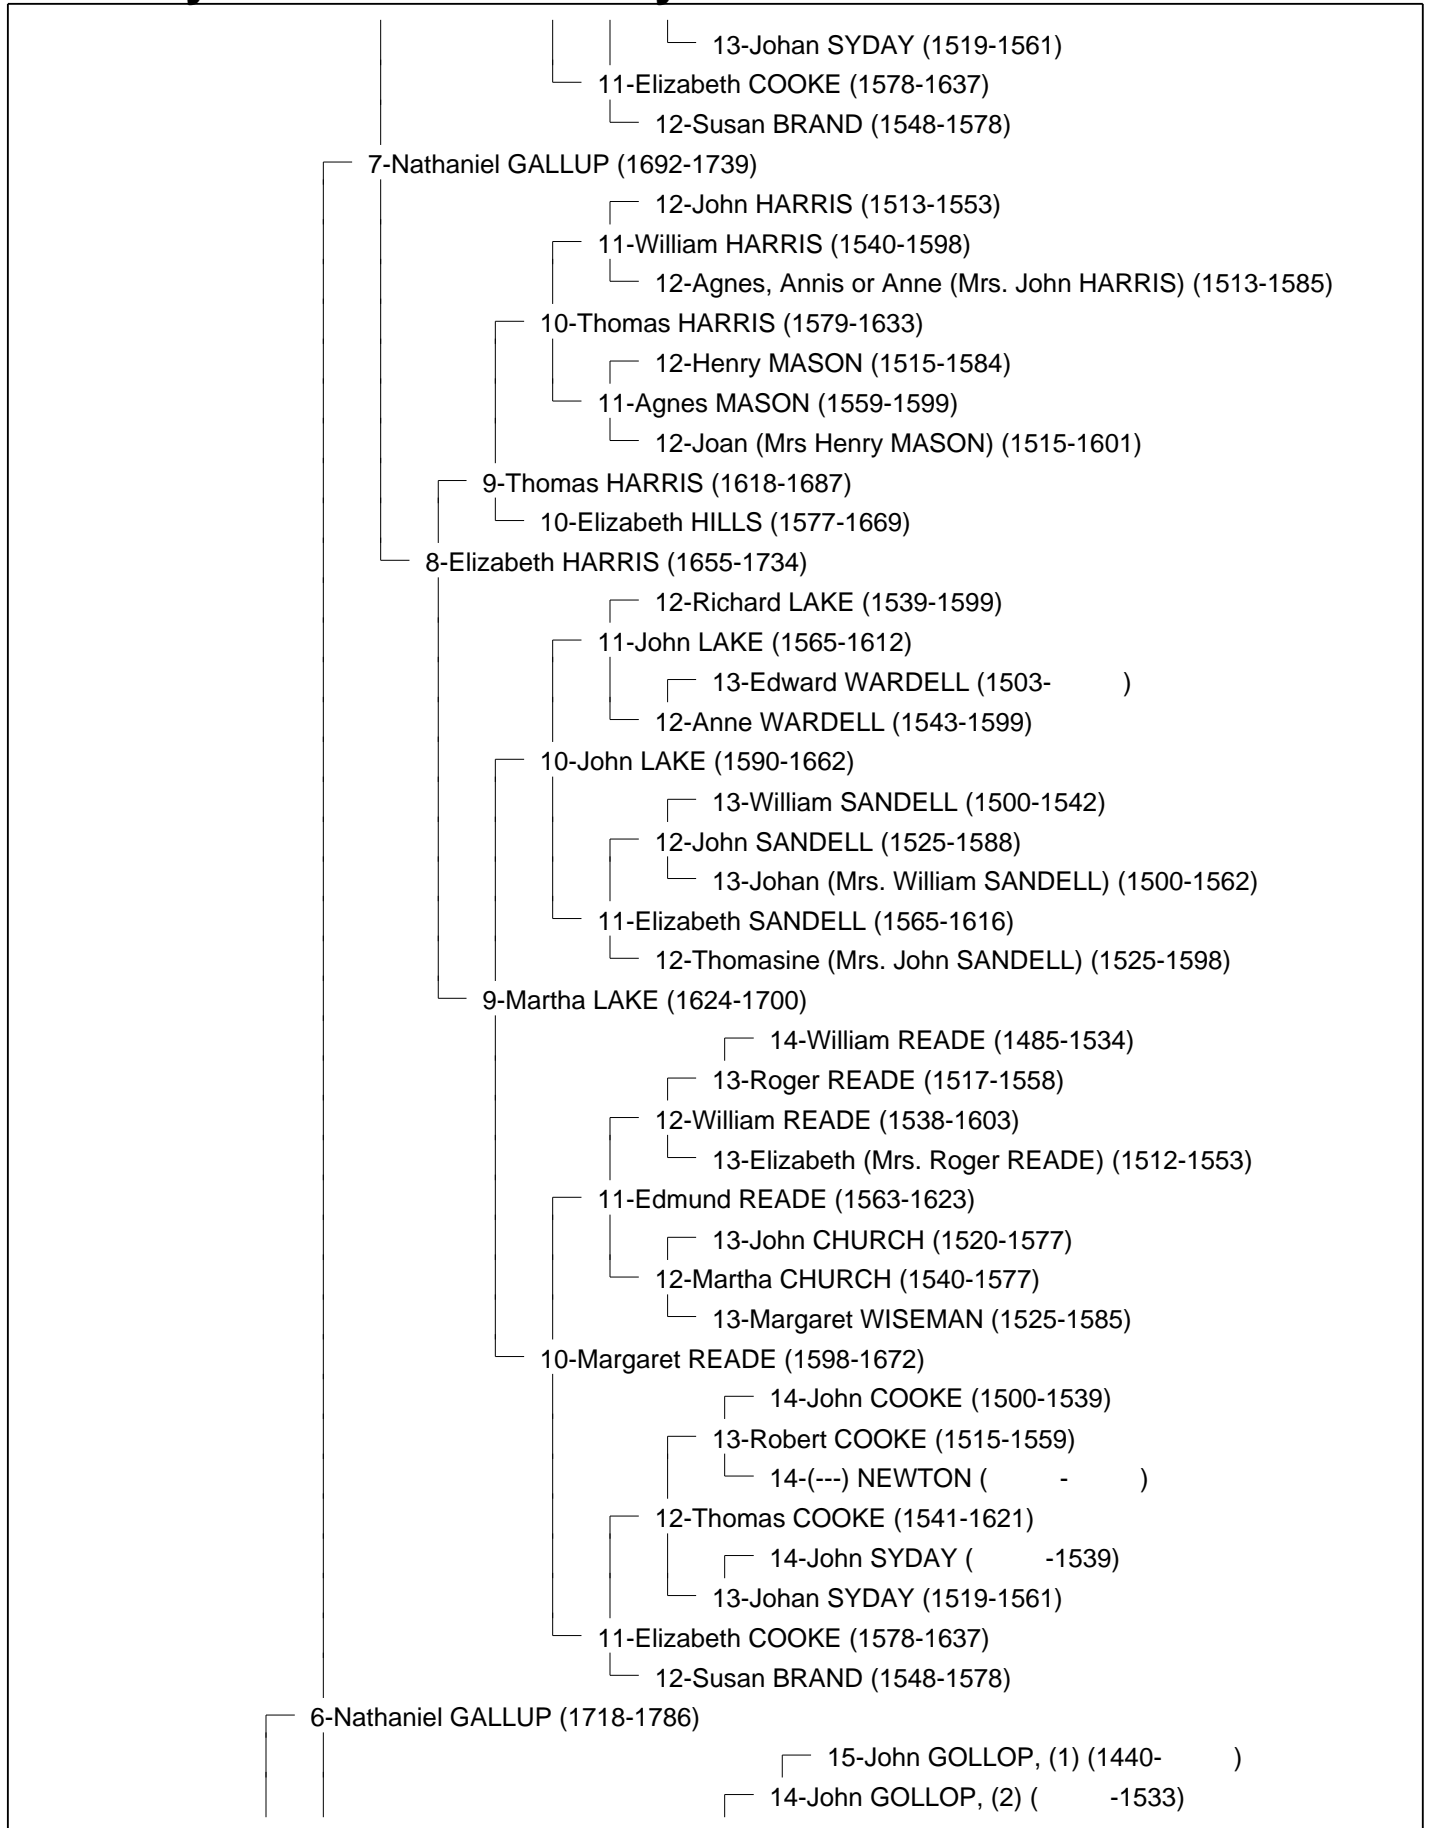 13-Johan SYDAY (1519-1561)
11-Elizabeth COOKE (1578-1637)
12-Susan BRAND (1548-1578)
7-Nathaniel GALLUP (1692-1739)
12-John HARRIS (1513-1553)
11-William HARRIS (1540-1598)
12-Agnes, Annis or Anne (Mrs. John HARRIS) (1513-1585)
10-Thomas HARRIS (1579-1633)
12-Henry MASON (1515-1584)
11-Agnes MASON (1559-1599)
12-Joan (Mrs Henry MASON) (1515-1601)
9-Thomas HARRIS (1618-1687)
10-Elizabeth HILLS (1577-1669)
8-Elizabeth HARRIS (1655-1734)
12-Richard LAKE (1539-1599)
11-John LAKE (1565-1612)
13-Edward WARDELL (1503- )
12-Anne WARDELL (1543-1599)
10-John LAKE (1590-1662)
13-William SANDELL (1500-1542)
12-John SANDELL (1525-1588)
13-Johan (Mrs. William SANDELL) (1500-1562)
11-Elizabeth SANDELL (1565-1616)
12-Thomasine (Mrs. John SANDELL) (1525-1598)
9-Martha LAKE (1624-1700)
14-William READE (1485-1534)
13-Roger READE (1517-1558)
12-William READE (1538-1603)
13-Elizabeth (Mrs. Roger READE) (1512-1553)
11-Edmund READE (1563-1623)
13-John CHURCH (1520-1577)
12-Martha CHURCH (1540-1577)
13-Margaret WISEMAN (1525-1585)
10-Margaret READE (1598-1672)
14-John COOKE (1500-1539)
13-Robert COOKE (1515-1559)
14-(---) NEWTON ( - )
12-Thomas COOKE (1541-1621)
14-John SYDAY ( -1539)
13-Johan SYDAY (1519-1561)
11-Elizabeth COOKE (1578-1637)
12-Susan BRAND (1548-1578)
6-Nathaniel GALLUP (1718-1786)
15-John GOLLOP, (1) (1440- )
14-John GOLLOP, (2) ( -1533)